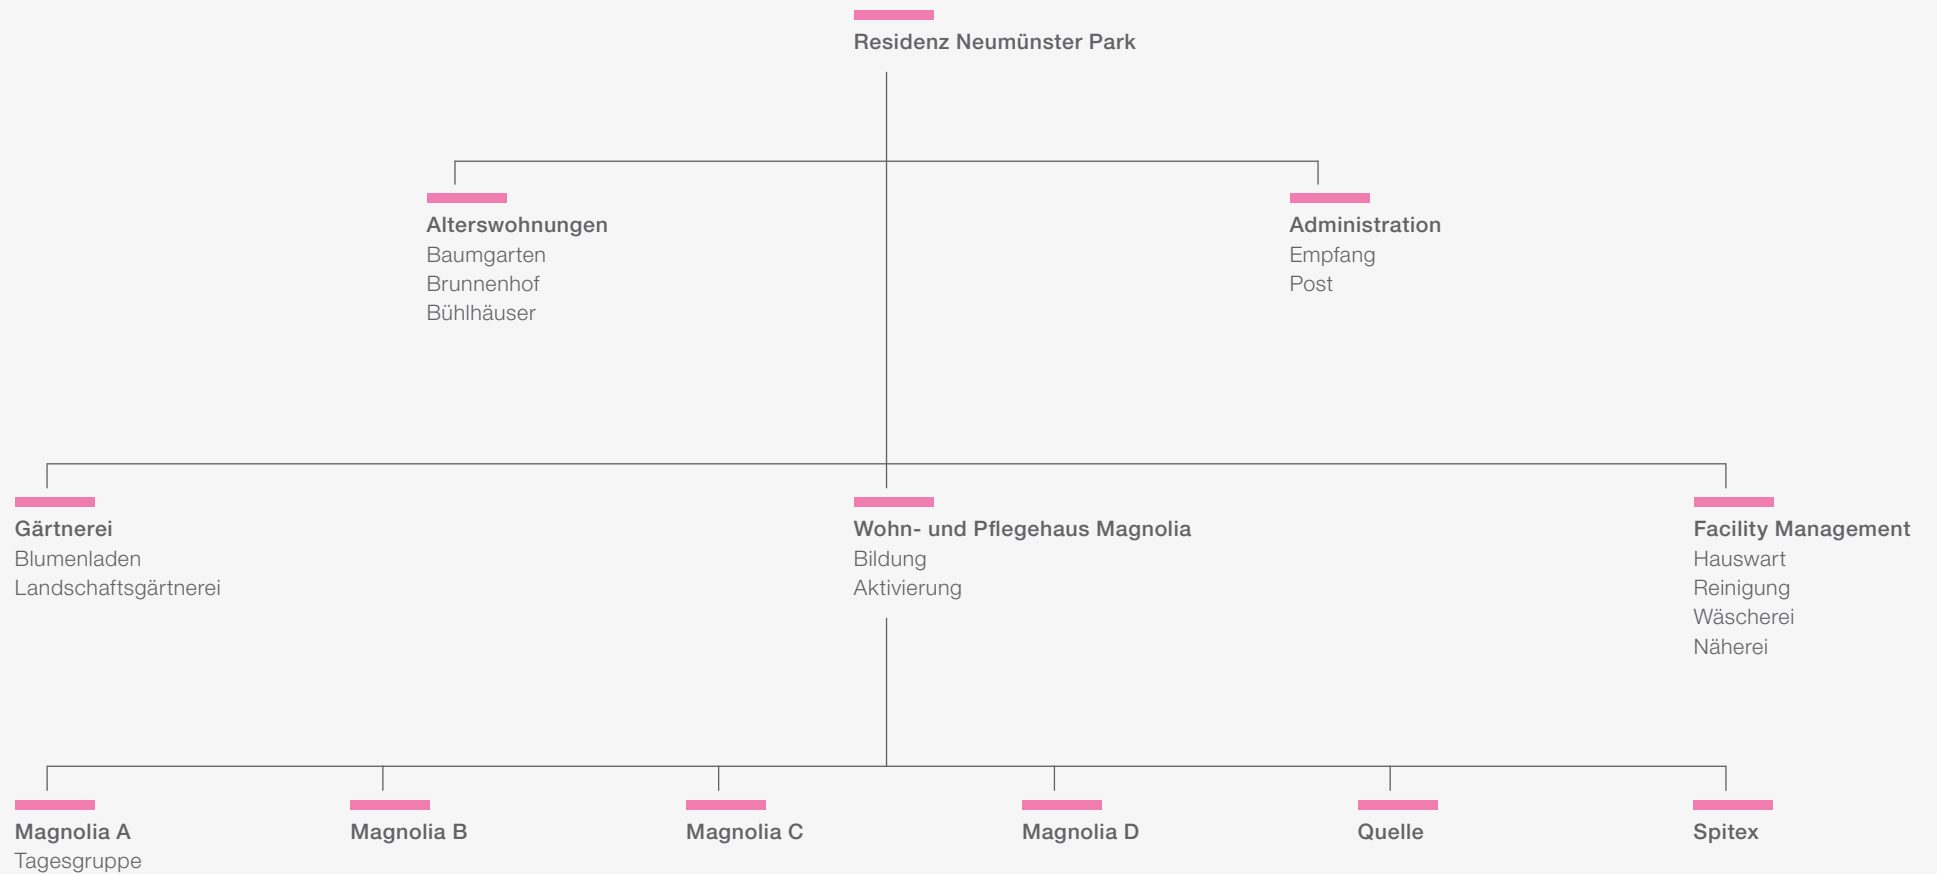 Residenz Neumünster Park
Alterswohnungen
Baumgarten
Brunnenhof
Bühlhäuser
Administration
Empfang
Post
Gärtnerei
Blumenladen
Landschaftsgärtnerei
Wohn- und Pflegehaus Magnolia
Bildung
Aktivierung
Facility Management
Hauswart
Reinigung
Wäscherei
Näherei
Magnolia A
Tagesgruppe
Magnolia B
Magnolia C
Magnolia D
Quelle
Spitex